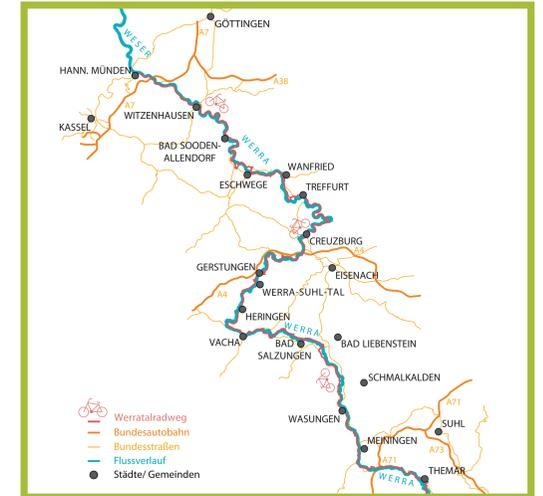 GÖTTINGEN
WESER
A7
HANN. MÜNDEN
A38
A7
WITZENHAUSEN
KASSEL
BAD SOODEN-
ALLENDORF
WERRA
WANFRIED
ESCHWEGE
TREFFURT
CREUZBURG
A4
GERSTUNGEN
EISENACH
A4
WERRA-SUHL-TAL
HERINGEN
WERRA
VACHA
BAD
SALZUNGEN
BAD LIEBENSTEIN
SCHMALKALDEN
A71
WASUNGEN
SUHL
MEININGEN
A73
A71
THEMAR
WERRA
Werratalradweg
Bundesautobahn
Bundesstraßen
Flussverlauf
Städte/ Gemeinden